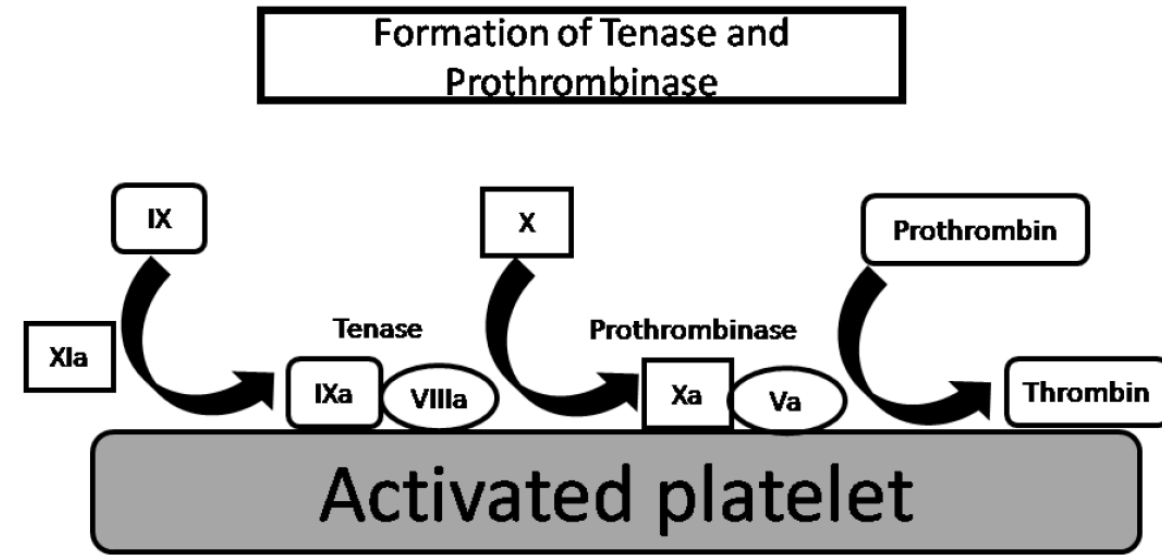 Formation of Tenase and
Prothrombinase
IX
X
Prothrombin
XIa
Tenase
Prothrombinase
IXa
VIIIa
Xa
Va
Thrombin
Activated platelet